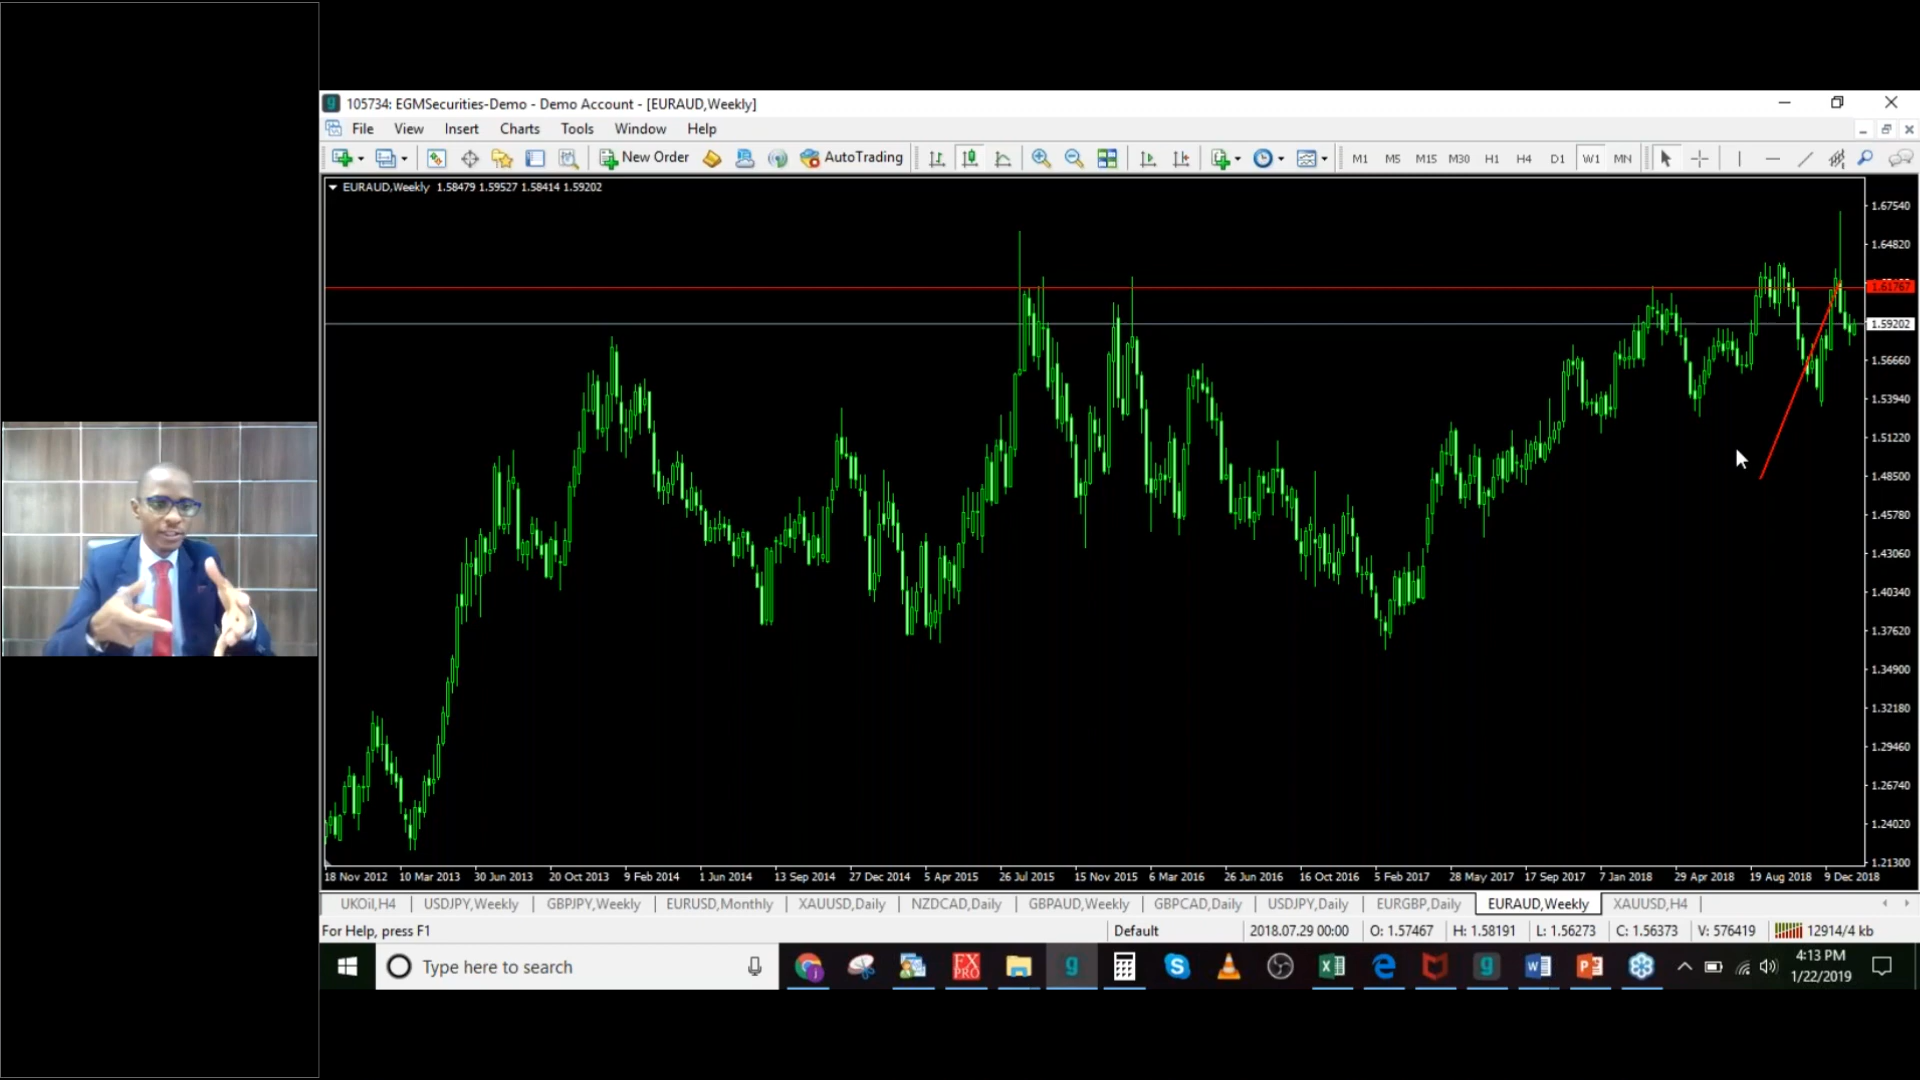 105734: EGMSecurities-Demo - Demo Account - [EURAUD,Weekly]
File View Insert Charts Tools Window Help
New Order AutoTrading M1 M5 M15 M30 H1 H4 D1 W1 MN
EURAUD,Weekly 1.58479 1.59527 1.58414 1.59202
1.67540
1.64820
1.61767
1.59202
1.56660
1.53940
1.51220
1.48500
1.45780
1.43060
1.40340
1.37620
1.34900
1.32180
1.29460
1.26740
1.24020
1.21300
18 Nov 2012 10 Mar 2013 30 Jun 2013 20 Oct 2013 9 Feb 2014 1 Jun 2014 13 Sep 2014 27 Dec 2014 5 Apr 2015 26 Jul 2015 15 Nov 2015 6 Mar 2016 26 Jun 2016 16 Oct 2016 5 Feb 2017 28 May 2017 17 Sep 2017 7 Jan 2018 29 Apr 2018 19 Aug 2018 9 Dec 2018
UKOil,H4 USDJPY,Weekly GBPJPY,Weekly EURUSD,Monthly XAUUSD,Daily NZDCAD,Daily GBPAUD,Weekly GBPCAD,Daily USDJPY,Daily EURGBP,Daily EURAUD,Weekly XAUUSD,H4
For Help, press F1 Default 2018.07.29 00:00 O: 1.57467 H: 1.58191 L: 1.56273 C: 1.56373 V: 576419 12914/4 kb
Type here to search
FX
PRO
4:13 PM
1/22/2019